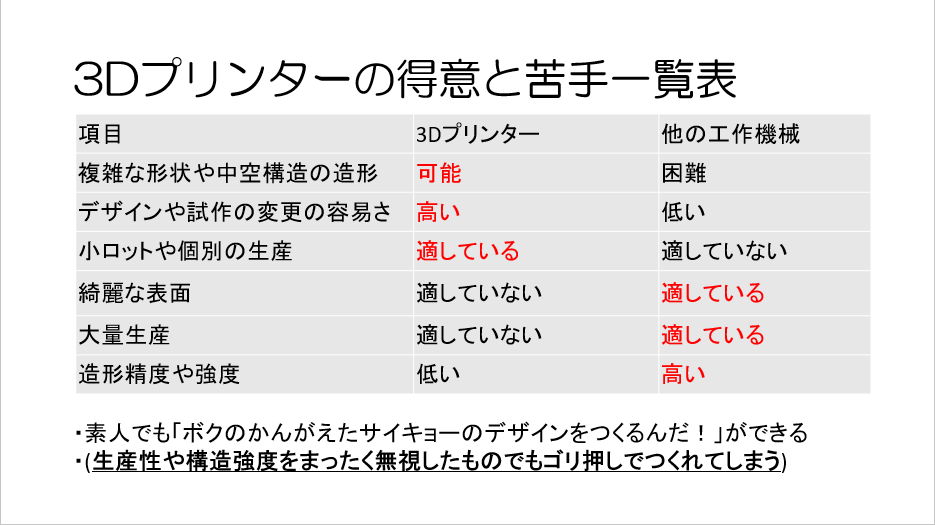 3Dプリンターの得意と苦手一覧表
項目 3Dプリンター 他の工作機械
複雑な形状や中空構造の造形 可能 困難
デザインや試作の変更の容易さ 高い 低い
小ロットや個別の生産 適している 適していない
綺麗な表面 適していない 適している
大量生産 適していない 適している
造形精度や強度 低い 高い
・素人でも「ボクのかんがえたサイキョーのデザインをつくるんだ！」ができる
・(生産性や構造強度をまったく無視したものでもゴリ押しでつくれてしまう)